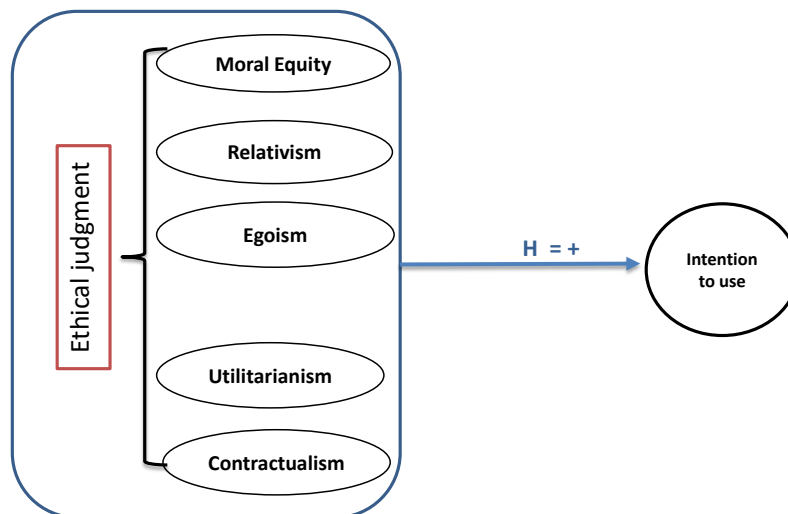 Moral Equity
Relativism
Egoism
Ethical judgment
Utilitarianism
Contractualism
H = +
Intention
to use